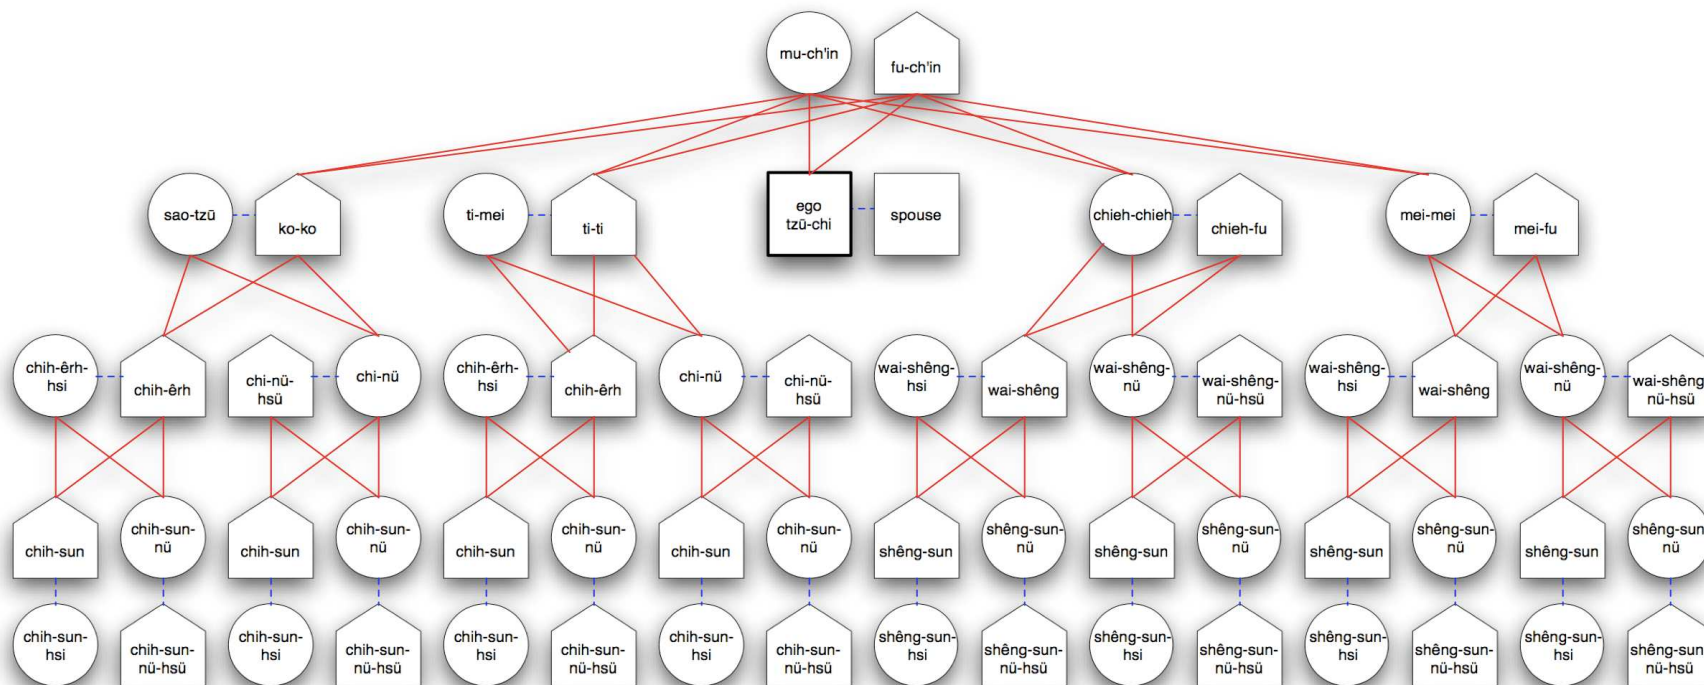 mu-ch'in
fu-ch'in
sao-tzū
ko-ko
ti-mei
ti-ti
ego
tzū-chi
spouse
chieh-chieh
chieh-fu
mei-mei
mei-fu
chih-êrh-
hsi
chih-êrh
chi-nü-
hsü
chi-nü
chih-êrh-
hsi
chih-êrh
chi-nü
chi-nü-
hsü
wai-shêng-
hsi
wai-shêng
wai-shêng-
nü
wai-shêng-
nü-hsü
wai-shêng-
hsi
wai-shêng
wai-shêng-
nü
wai-shêng-
nü-hsü
chih-sun
chih-sun-
nü
chih-sun
chih-sun-
nü
chih-sun
chih-sun-
nü
chih-sun
chih-sun-
nü
shêng-sun
shêng-sun-
nü
shêng-sun
shêng-sun-
nü
shêng-sun
shêng-sun-
nü
shêng-sun
shêng-sun-
nü
chih-sun-
hsi
chih-sun-
nü-hsü
chih-sun-
hsi
chih-sun-
nü-hsü
chih-sun-
hsi
chih-sun-
nü-hsü
chih-sun-
hsi
chih-sun-
nü-hsü
shêng-sun-
hsi
shêng-sun-
nü-hsü
shêng-sun-
hsi
shêng-sun-
nü-hsü
shêng-sun-
hsi
shêng-sun-
nü-hsü
shêng-sun-
hsi
shêng-sun-
nü-hsü